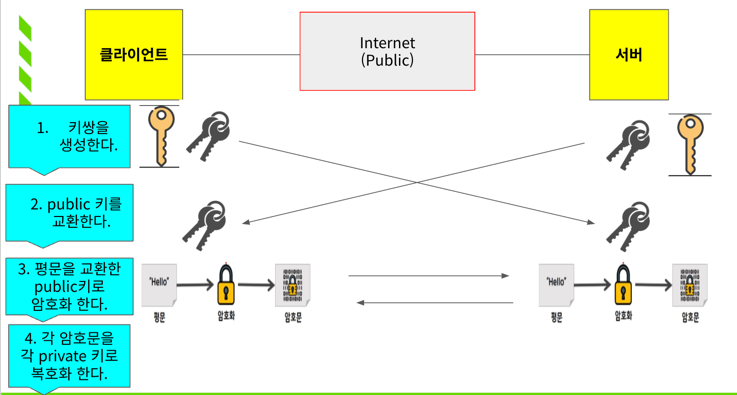 클라이언트
Internet
(Public)
서버
1. 키쌍을
생성한다.
2. public 키를
교환한다.
3. 평문을 교환한
public키로
암호화 한다.
"Hello"
평문
암호화
암호문
"Hello"
평문
암호화
암호문
4. 각 암호문을
각 private 키로
복호화 한다.